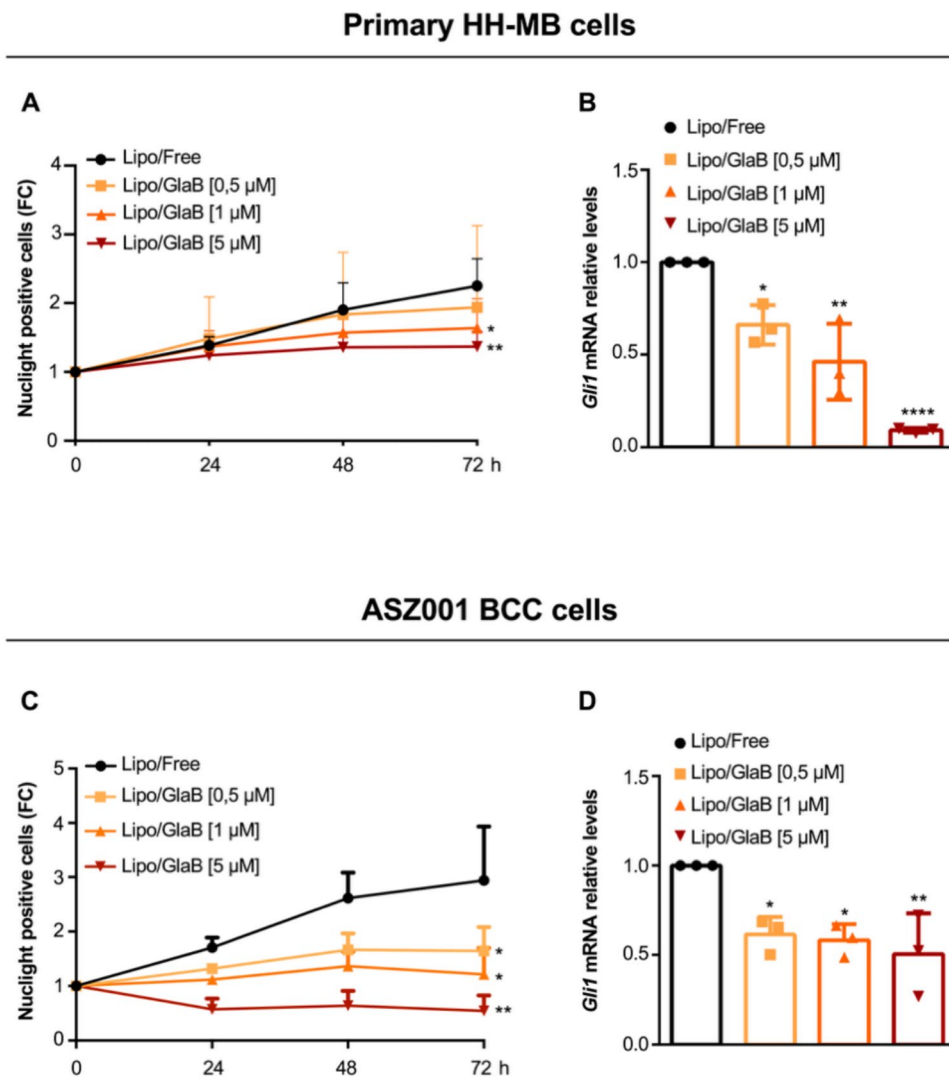 Primary HH-MB cells
A
Lipo/Free
Lipo/GlaB [0,5 µM]
Lipo/GlaB [1 µM]
Lipo/GlaB [5 µM]
Nuclight positive cells (FC)
4
3
2
1
0
*
**
0 24 48 72 h
B
Lipo/Free
Lipo/GlaB [0,5 µM]
Lipo/GlaB [1 µM]
Lipo/GlaB [5 µM]
Gli1 mRNA relative levels
1.5
1.0
0.5
0.0
*
**
****
ASZ001 BCC cells
C
Lipo/Free
Lipo/GlaB [0,5 µM]
Lipo/GlaB [1 µM]
Lipo/GlaB [5 µM]
Nuclight positive cells (FC)
5
4
3
2
1
0
*
*
**
0 24 48 72 h
D
Lipo/Free
Lipo/GlaB [0,5 µM]
Lipo/GlaB [1 µM]
Lipo/GlaB [5 µM]
Gli1 mRNA relative levels
1.5
1.0
0.5
0.0
*
*
**